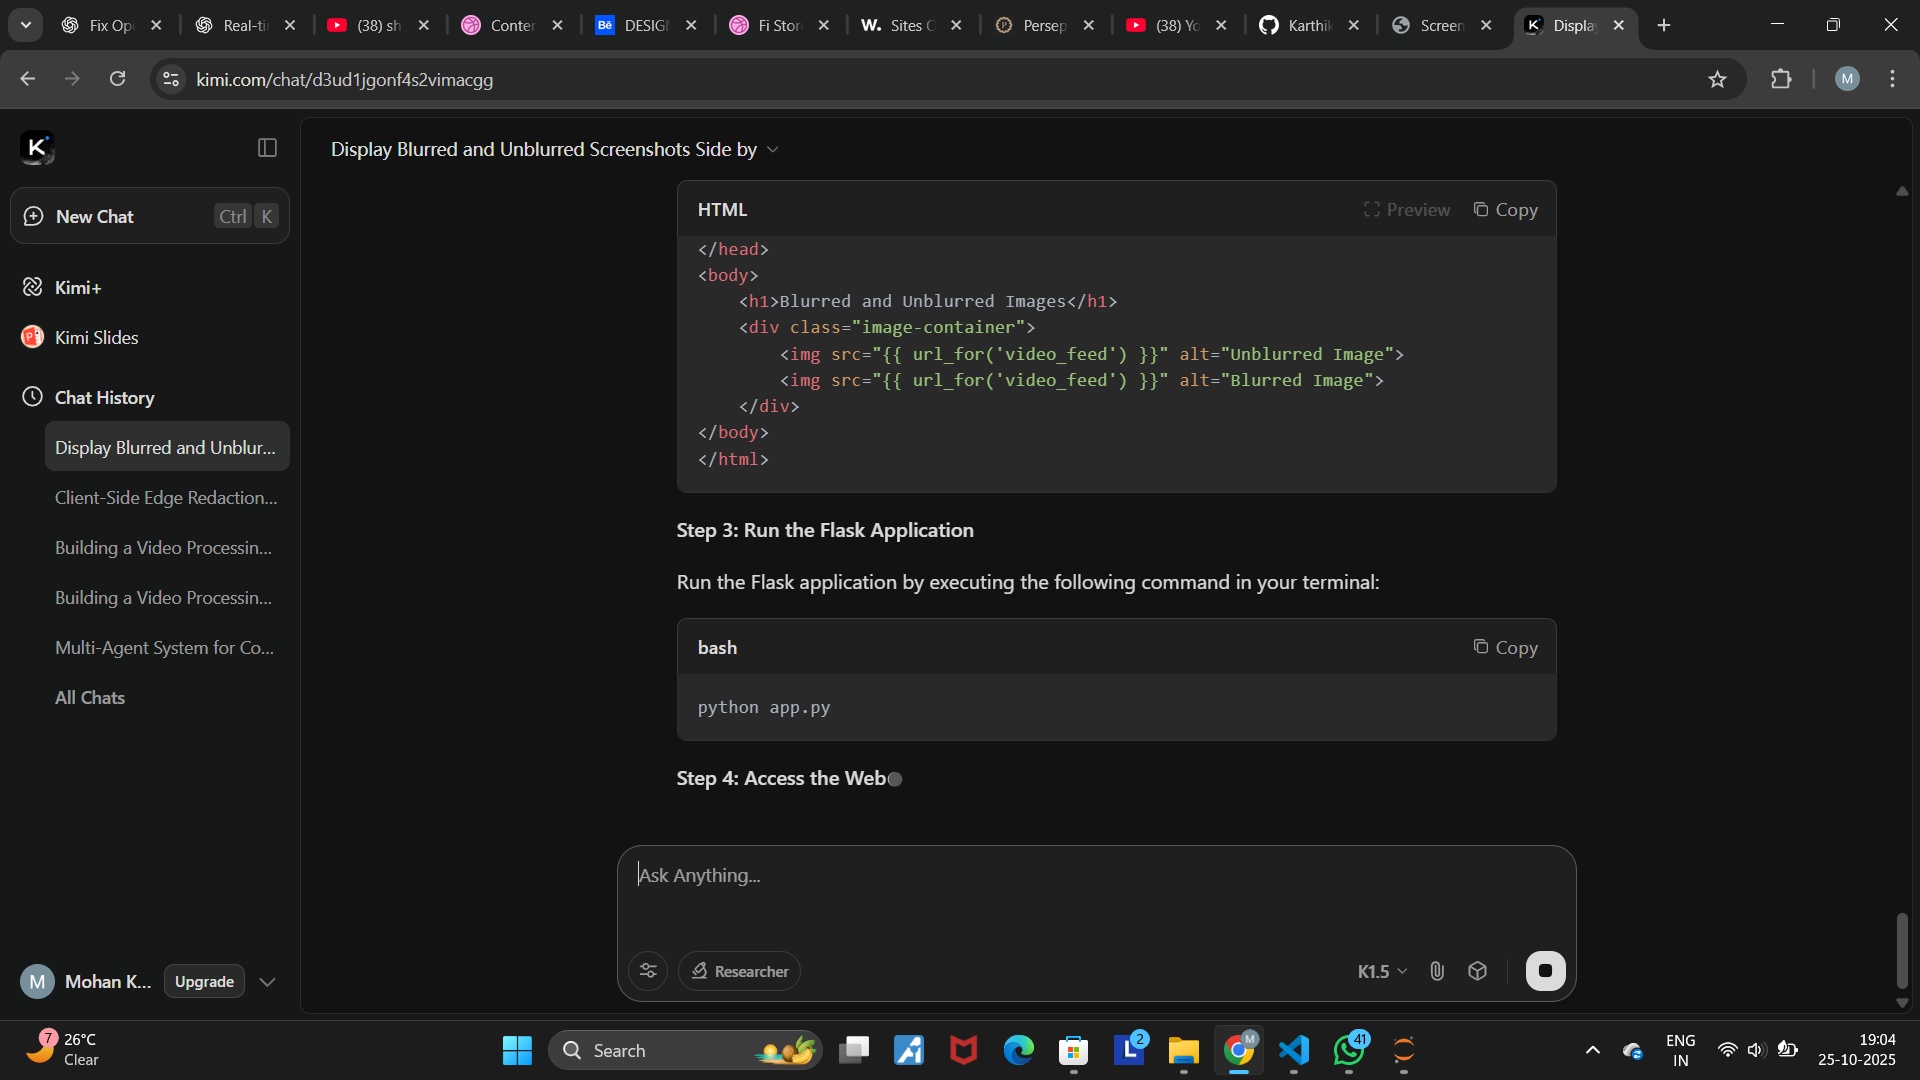 Fix Op
Real-ti
(38) sh
Conter
Bē DESIG
Fi Stor
W. Sites
Persep
(38) Yo
Karthik
Screen
K Displa
kimi.com/chat/d3ud1jgonf4s2vimacgg
M
K
Display Blurred and Unblurred Screenshots Side by
New Chat
Ctrl K
Kimi+
Kimi Slides
Chat History
Display Blurred and Unblur...
Client-Side Edge Redaction...
Building a Video Processin...
Building a Video Processin...
Multi-Agent System for Co...
All Chats
M Mohan K...
Upgrade
HTML
Preview
Copy
</head>
<body>
<h1>Blurred and Unblurred Images</h1>
<div class="image-container">
<img src="{{ url_for('video_feed') }}" alt="Unblurred Image">
<img src="{{ url_for('video_feed') }}" alt="Blurred Image">
</div>
</body>
</html>
Step 3: Run the Flask Application
Run the Flask application by executing the following command in your terminal:
bash
Copy
python app.py
Step 4: Access the Web
Ask Anything...
Researcher
K1.5
7
26°C
Clear
Search
L 2
M
41
ENG
IN
19:04
25-10-2025